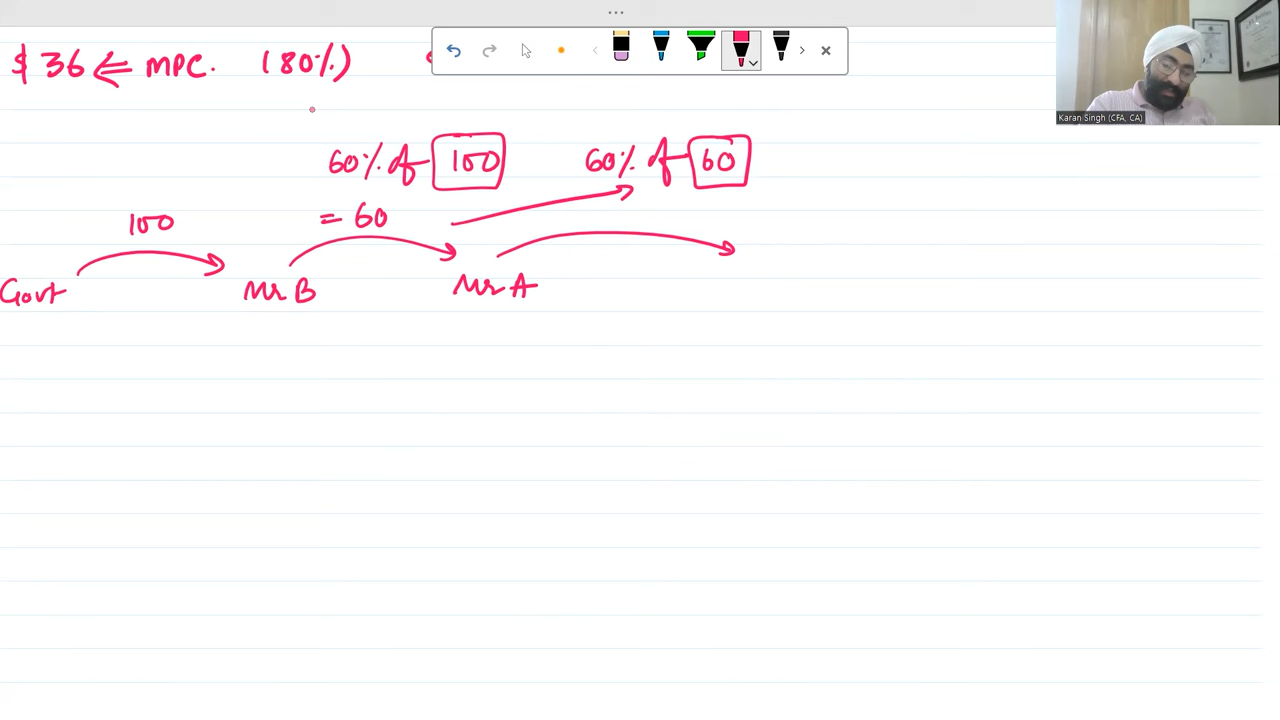 $ 36 ⇐ MPC. (80%)
60% of 100 60% of 60
100 = 60
Govt Mr B Mr A
Karan Singh (CFA, CA)